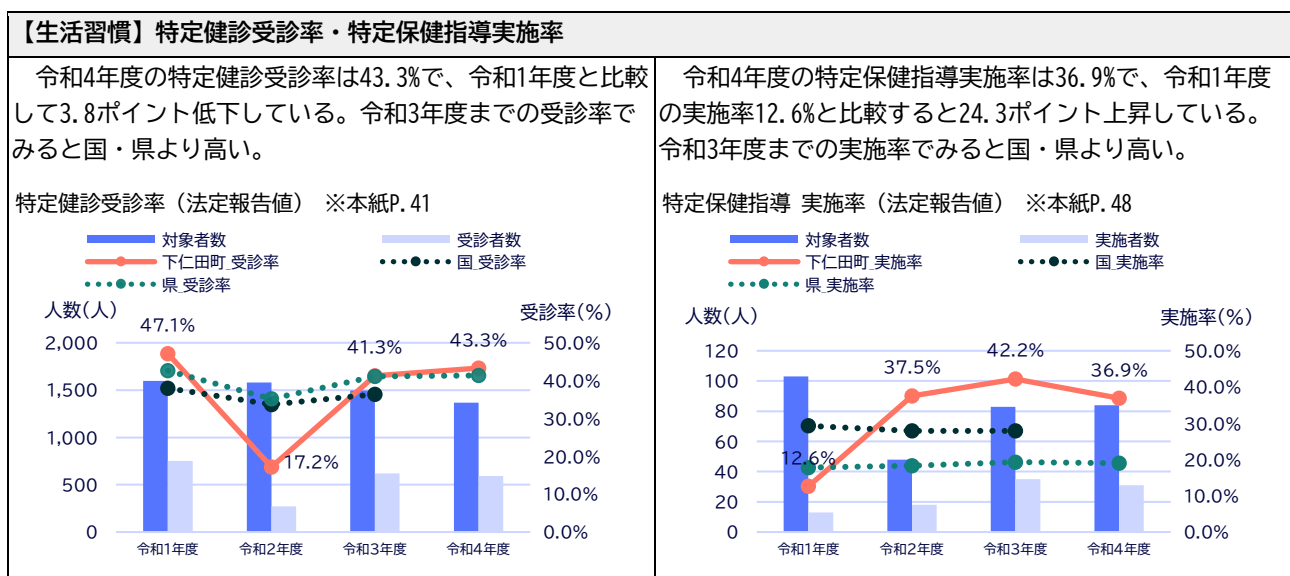 【生活習慣】特定健診受診率・特定保健指導実施率
令和4年度の特定健診受診率は43.3%で、令和1年度と比較
して3.8ポイント低下している。令和3年度までの受診率で
みると国・県より高い。
特定健診受診率（法定報告値） ※本紙P.41
対象者数
受診者数
下仁田町_受診率
国_受診率
県_受診率
人数(人)
受診率(%)
47.1%
17.2%
41.3%
43.3%
2,000
1,500
1,000
500
0
50.0%
40.0%
30.0%
20.0%
10.0%
0.0%
令和1年度
令和2年度
令和3年度
令和4年度
令和4年度の特定保健指導実施率は36.9%で、令和1年度
の実施率12.6%と比較すると24.3ポイント上昇している。
令和3年度までの実施率でみると国・県より高い。
特定保健指導 実施率（法定報告値） ※本紙P.48
対象者数
実施者数
下仁田町_実施率
国_実施率
県_実施率
人数(人)
実施率(%)
12.6%
37.5%
42.2%
36.9%
120
100
80
60
40
20
0
50.0%
40.0%
30.0%
20.0%
10.0%
0.0%
令和1年度
令和2年度
令和3年度
令和4年度